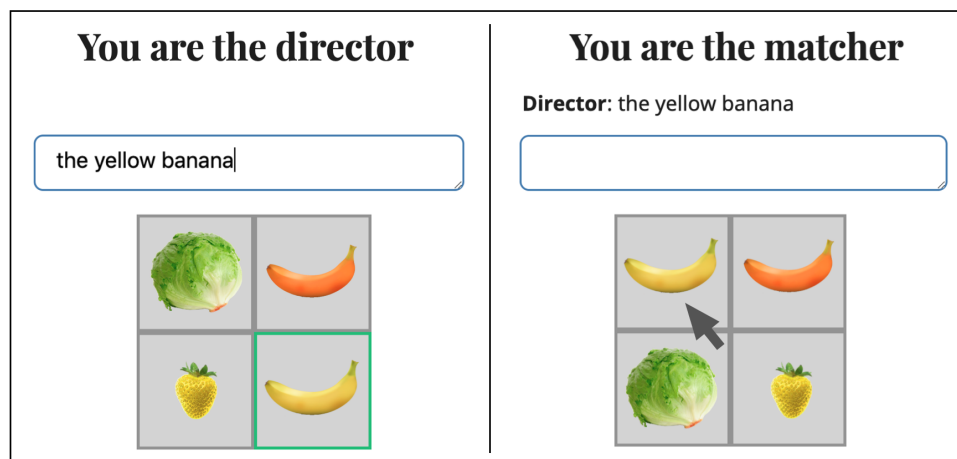 You are the director
the yellow banana
You are the matcher
Director: the yellow banana